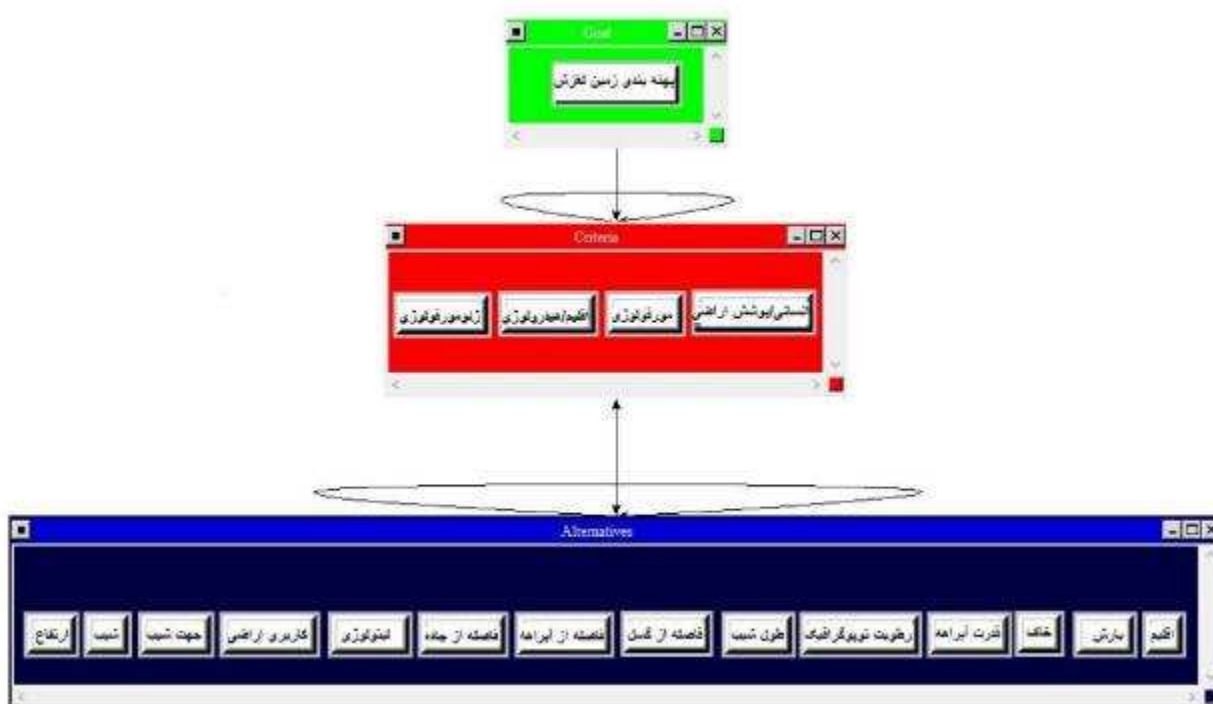 Goal
پهنه بندی زمین لغزش
Criteria
انسانی/پوشش اراضی
مورفولوژی
اقلیم/هیدرولوژی
ژئومورفولوژی
Alternatives
اقلیم
بارش
خاک
قدرت آبراهه
رطوبت توپوگرافیک
طول شیب
فاصله از گسل
فاصله از آبراهه
فاصله از جاده
لیتولوژی
کاربری اراضی
جهت شیب
شیب
ارتفاع